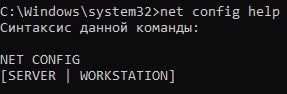 C:\Windows\system32>net config help
Синтаксис данной команды:
NET CONFIG
[SERVER | WORKSTATION]